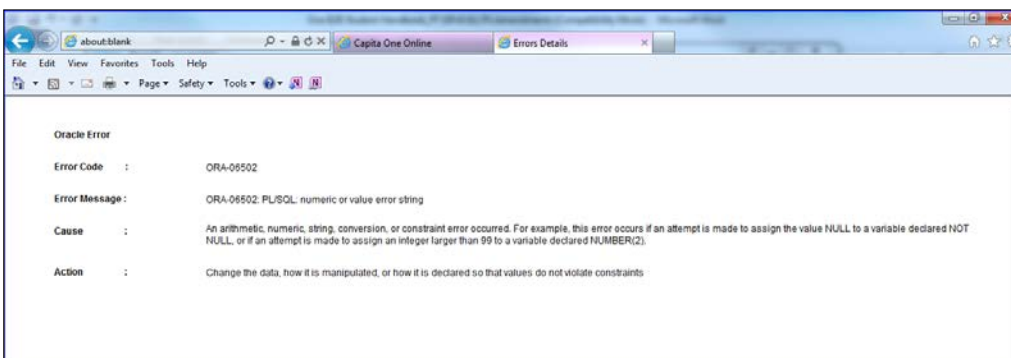 about:blank
Capita One Online
Errors Details
File Edit View Favorites Tools Help
Page Safety Tools
Oracle Error
Error Code : ORA-06502
Error Message : ORA-06502: PL/SQL: numeric or value error string
Cause : An arithmetic, numeric, string, conversion, or constraint error occurred. For example, this error occurs if an attempt is made to assign the value NULL to a variable declared NOT
NULL, or if an attempt is made to assign an integer larger than 99 to a variable declared NUMBER(2).
Action : Change the data, how it is manipulated, or how it is declared so that values do not violate constraints